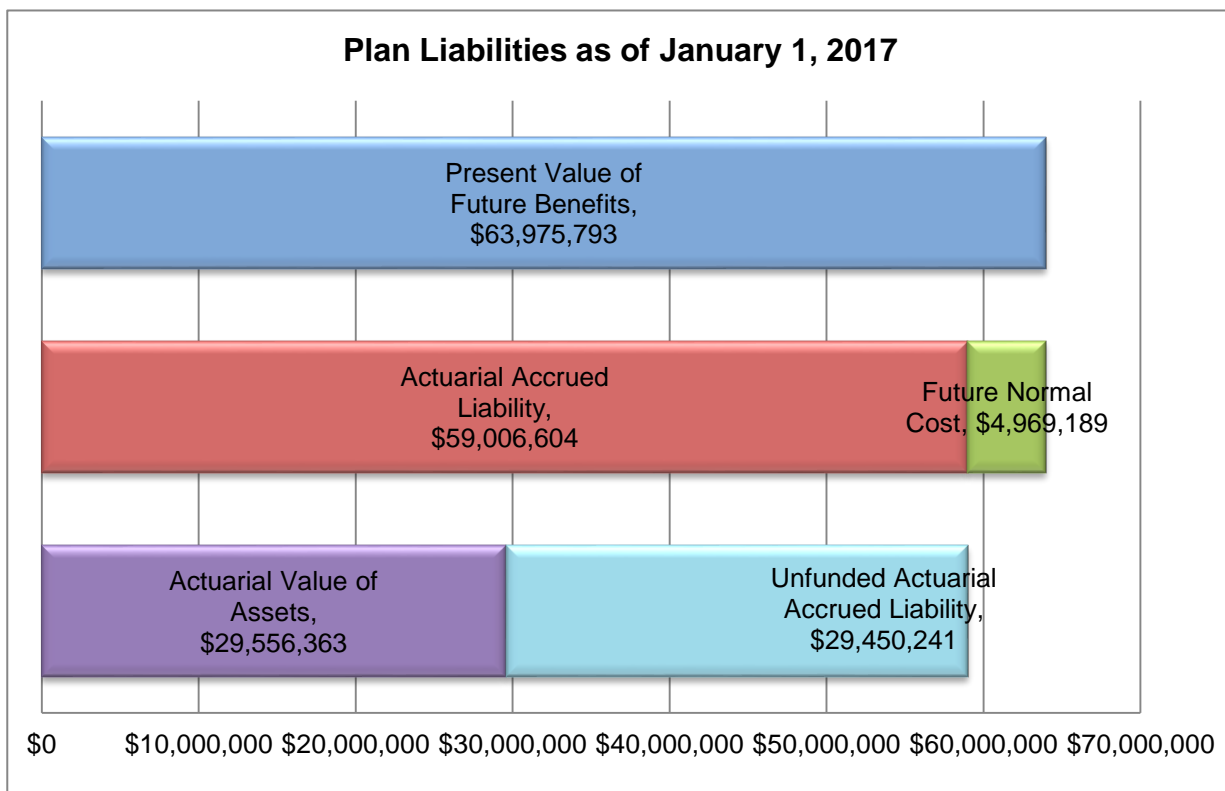 Plan Liabilities as of January 1, 2017
Present Value of
Future Benefits,
$63,975,793
Actuarial Accrued
Liability,
$59,006,604
Future Normal
Cost, $4,969,189
Actuarial Value of
Assets,
$29,556,363
Unfunded Actuarial
Accrued Liability,
$29,450,241
$0 $10,000,000 $20,000,000 $30,000,000 $40,000,000 $50,000,000 $60,000,000 $70,000,000